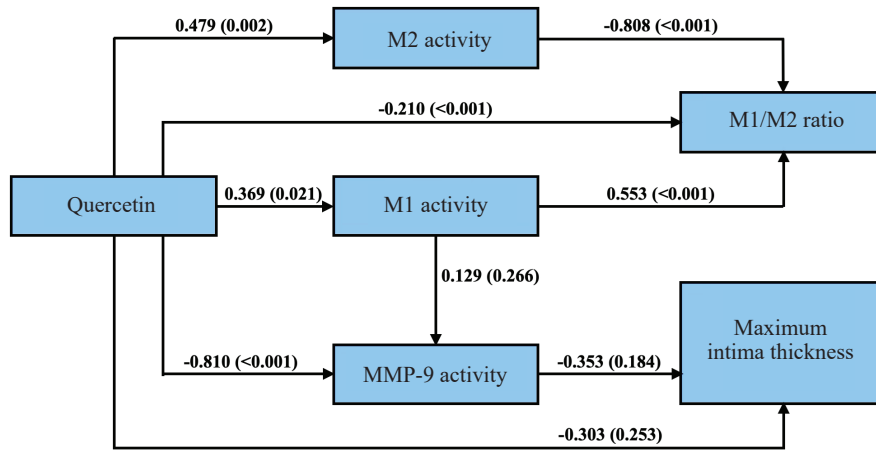 0.479 (0.002)
M2 activity
-0.808 (<0.001)
-0.210 (<0.001)
M1/M2 ratio
Quercetin
0.369 (0.021)
M1 activity
0.553 (<0.001)
0.129 (0.266)
Maximum
intima thickness
-0.810 (<0.001)
MMP-9 activity
-0.353 (0.184)
-0.303 (0.253)